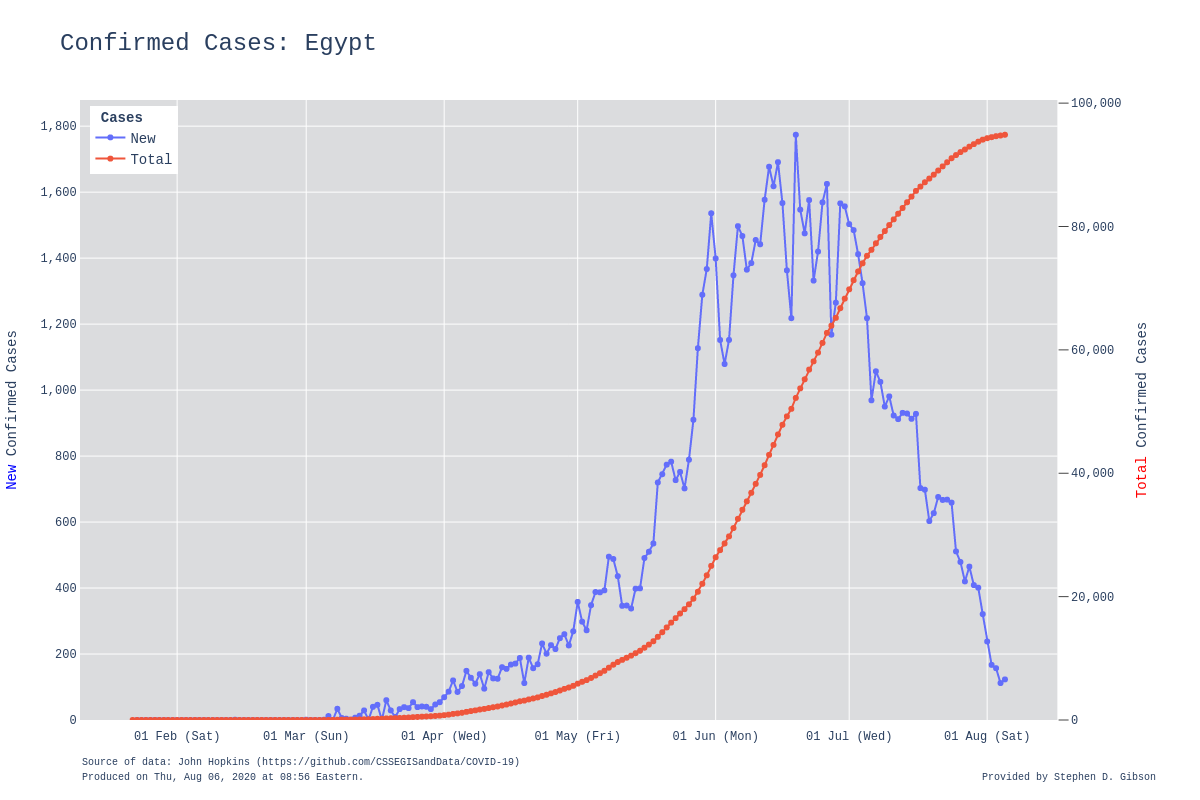 Confirmed Cases: Egypt
Cases
New
Total
1,800
1,600
1,400
1,200
1,000
800
600
400
200
0
100,000
80,000
60,000
40,000
20,000
0
New Confirmed Cases
Total Confirmed Cases
01 Feb (Sat)
01 Mar (Sun)
01 Apr (Wed)
01 May (Fri)
01 Jun (Mon)
01 Jul (Wed)
01 Aug (Sat)
Source of data: John Hopkins (https://github.com/CSSEGISandData/COVID-19)
Produced on Thu, Aug 06, 2020 at 08:56 Eastern.
Provided by Stephen D. Gibson